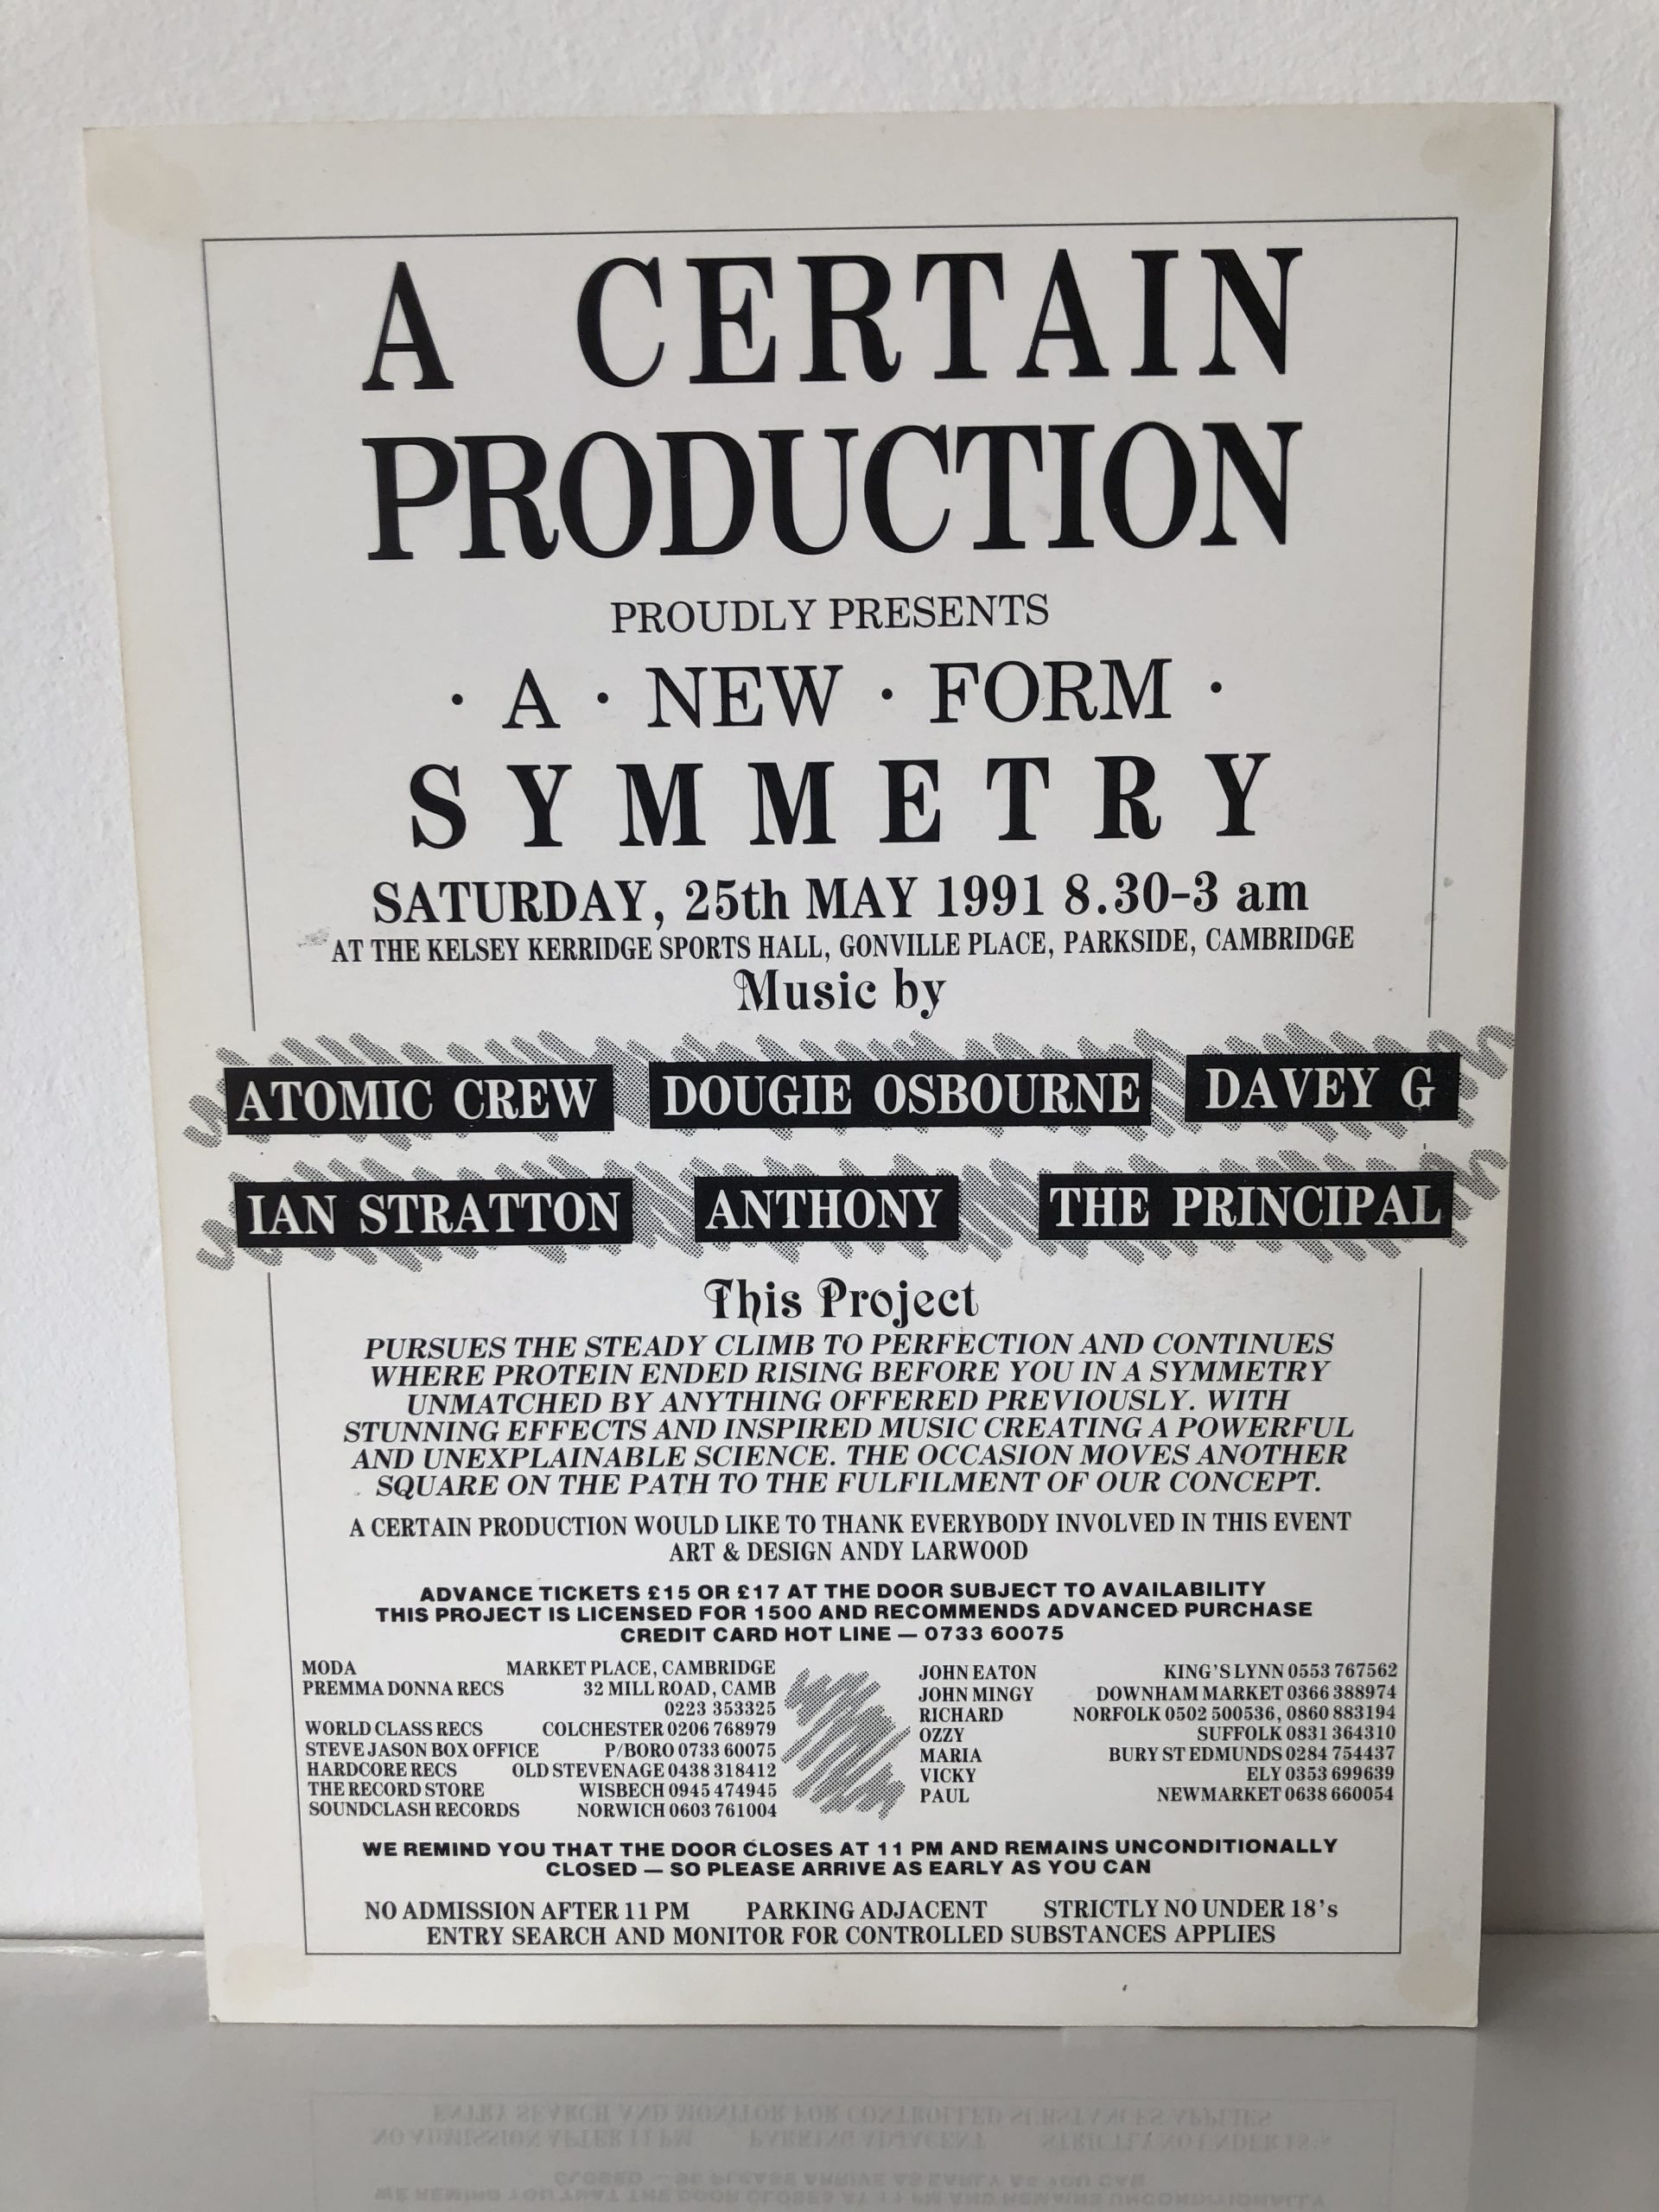 A CERTAIN
PRODUCTION
PROUDLY PRESENTS
· A · NEW · FORM ·
SYMMETRY
SATURDAY, 25th MAY 1991 8.30-3 am
AT THE KELSEY KERRIDGE SPORTS HALL, GONVILLE PLACE, PARKSIDE, CAMBRIDGE
Music by
ATOMIC CREW DOUGIE OSBOURNE DAVEY G
IAN STRATTON ANTHONY THE PRINCIPAL
This Project
PURSUES THE STEADY CLIMB TO PERFECTION AND CONTINUES
WHERE PROTEIN ENDED RISING BEFORE YOU IN A SYMMETRY
UNMATCHED BY ANYTHING OFFERED PREVIOUSLY. WITH
STUNNING EFFECTS AND INSPIRED MUSIC CREATING A POWERFUL
AND UNEXPLAINABLE SCIENCE. THE OCCASION MOVES ANOTHER
SQUARE ON THE PATH TO THE FULFILMENT OF OUR CONCEPT.
A CERTAIN PRODUCTION WOULD LIKE TO THANK EVERYBODY INVOLVED IN THIS EVENT
ART & DESIGN ANDY LARWOOD
ADVANCE TICKETS £15 OR £17 AT THE DOOR SUBJECT TO AVAILABILITY
THIS PROJECT IS LICENSED FOR 1500 AND RECOMMENDS ADVANCED PURCHASE
CREDIT CARD HOT LINE — 0733 60075
MODA MARKET PLACE, CAMBRIDGE
PREMMA DONNA RECS 32 MILL ROAD, CAMB
0223 353325
WORLD CLASS RECS COLCHESTER 0206 768979
STEVE JASON BOX OFFICE P/BORO 0733 60075
HARDCORE RECS OLD STEVENAGE 0438 318412
THE RECORD STORE WISBECH 0945 474945
SOUNDCLASH RECORDS NORWICH 0603 761004
JOHN EATON KING'S LYNN 0553 767562
JOHN MINGY DOWNHAM MARKET 0366 388974
RICHARD NORFOLK 0502 500536, 0860 883194
OZZY SUFFOLK 0831 364310
MARIA BURY ST EDMUNDS 0284 754437
VICKY ELY 0353 699639
PAUL NEWMARKET 0638 660054
WE REMIND YOU THAT THE DOOR CLOSES AT 11 PM AND REMAINS UNCONDITIONALLY
CLOSED — SO PLEASE ARRIVE AS EARLY AS YOU CAN
NO ADMISSION AFTER 11 PM PARKING ADJACENT STRICTLY NO UNDER 18's
ENTRY SEARCH AND MONITOR FOR CONTROLLED SUBSTANCES APPLIES